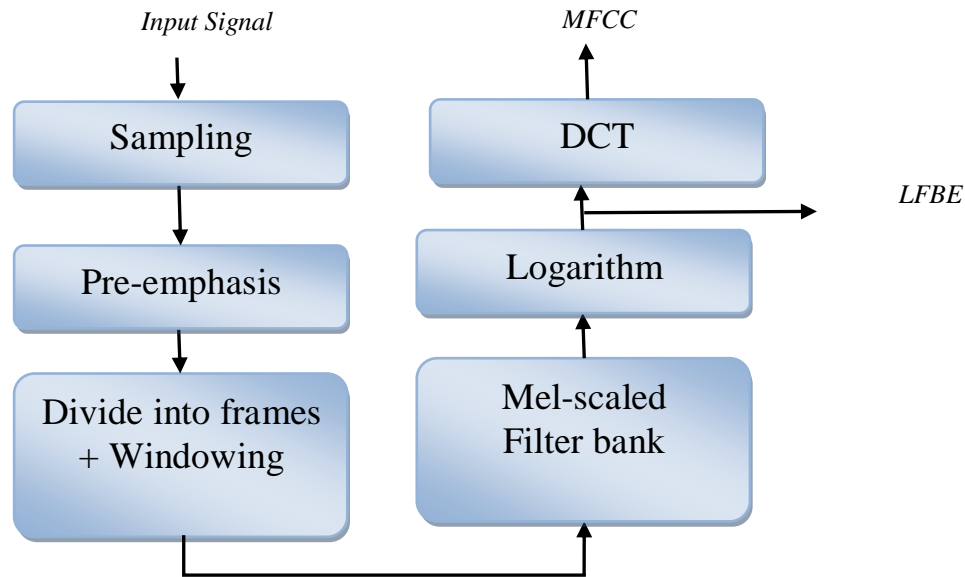 Input Signal
Sampling
Pre-emphasis
Divide into frames
+ Windowing
Mel-scaled
Filter bank
Logarithm
LFBE
DCT
MFCC